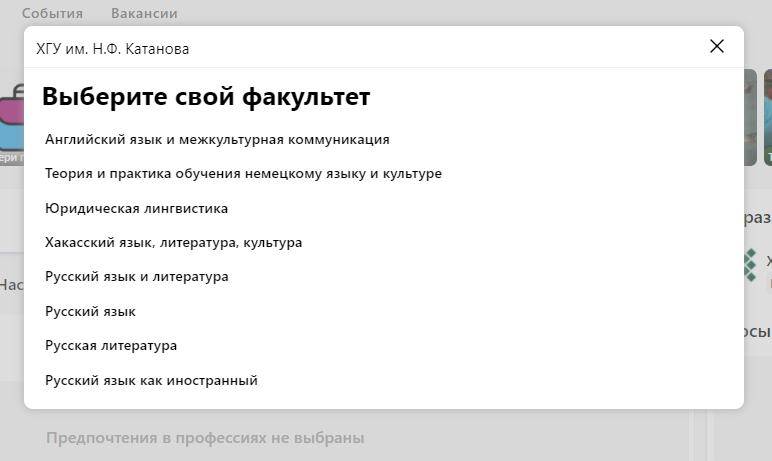 События Вакансии
ХГУ им. Н.Ф. Катанова
Выберите свой факультет
Английский язык и межкультурная коммуникация
Теория и практика обучения немецкому языку и культуре
Юридическая лингвистика
Хакасский язык, литература, культура
Русский язык и литература
Русский язык
Русская литература
Русский язык как иностранный
Предпочтения в профессиях не выбраны